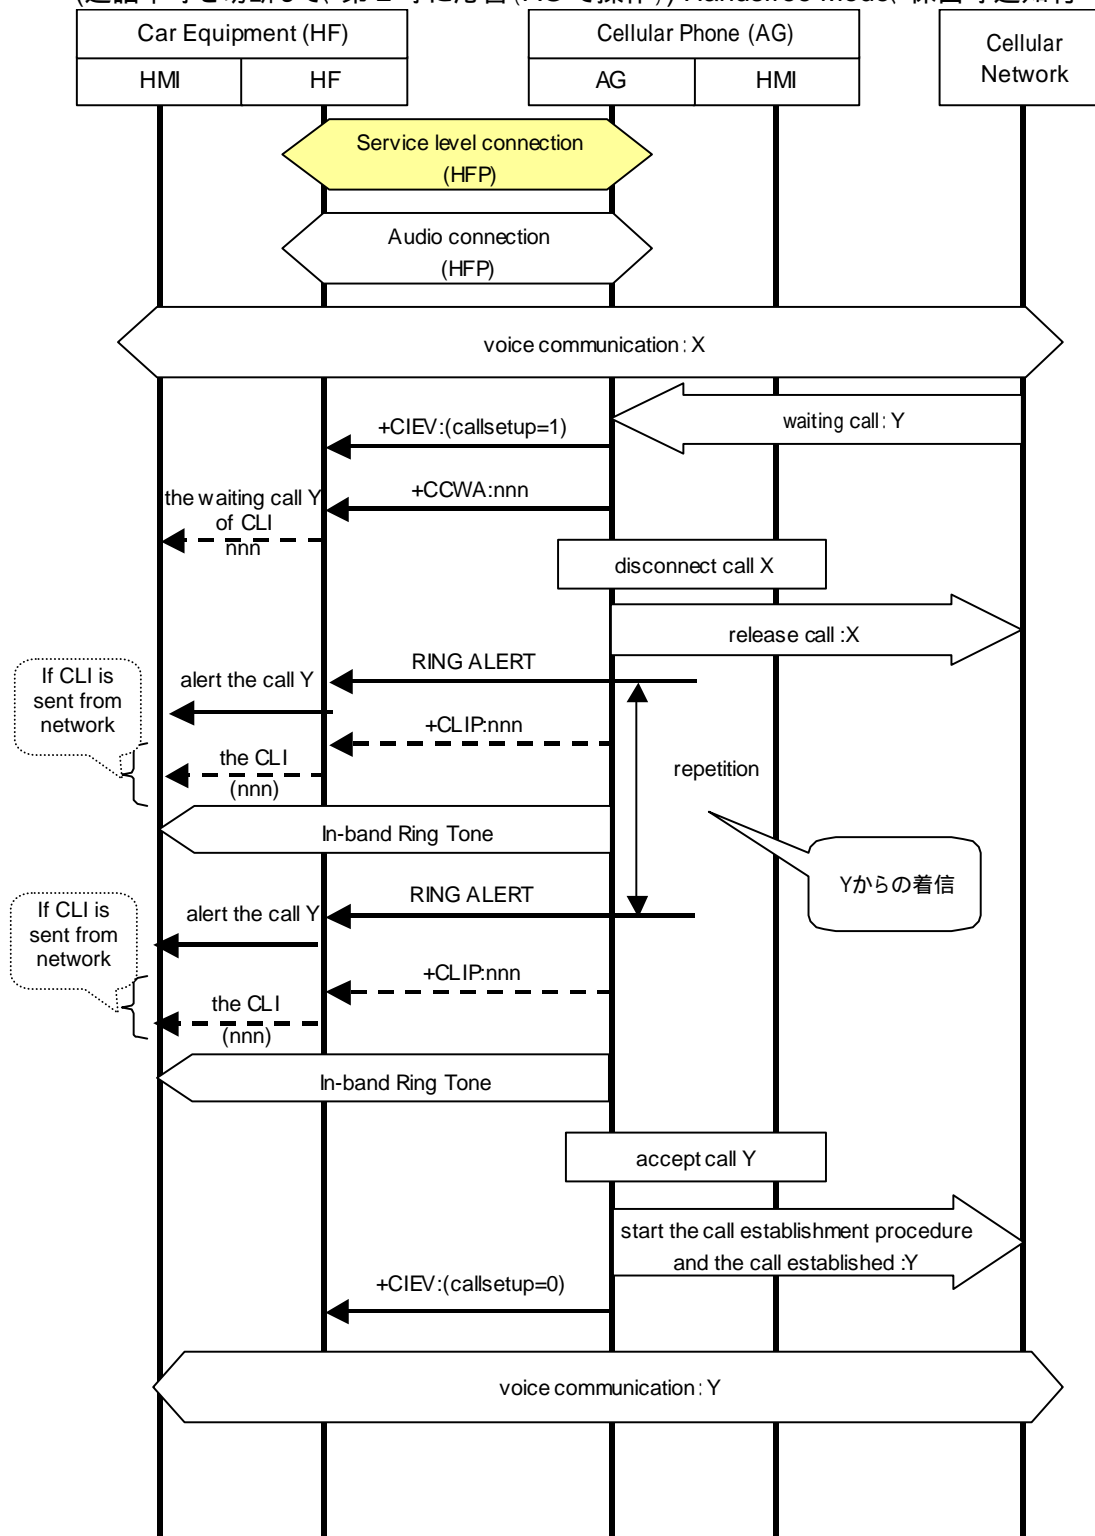 Handsfree mode
Car Equipment (HF)
Cellular Phone (AG)
Cellular
Network
HMI
HF
AG
HMI
Service level connection
(HFP)
Audio connection
(HFP)
voice communication: X
waiting call: Y
+CIEV:(callsetup=1)
+CCWA:nnn
the waiting call Y
of CLI
nnn
disconnect call X
release call :X
RING ALERT
If CLI is
sent from
network
alert the call Y
+CLIP:nnn
the CLI
(nnn)
repetition
In-band Ring Tone
Yからの着信
RING ALERT
If CLI is
sent from
network
alert the call Y
+CLIP:nnn
the CLI
(nnn)
In-band Ring Tone
accept call Y
start the call establishment procedure
and the call established :Y
+CIEV:(callsetup=0)
voice communication: Y